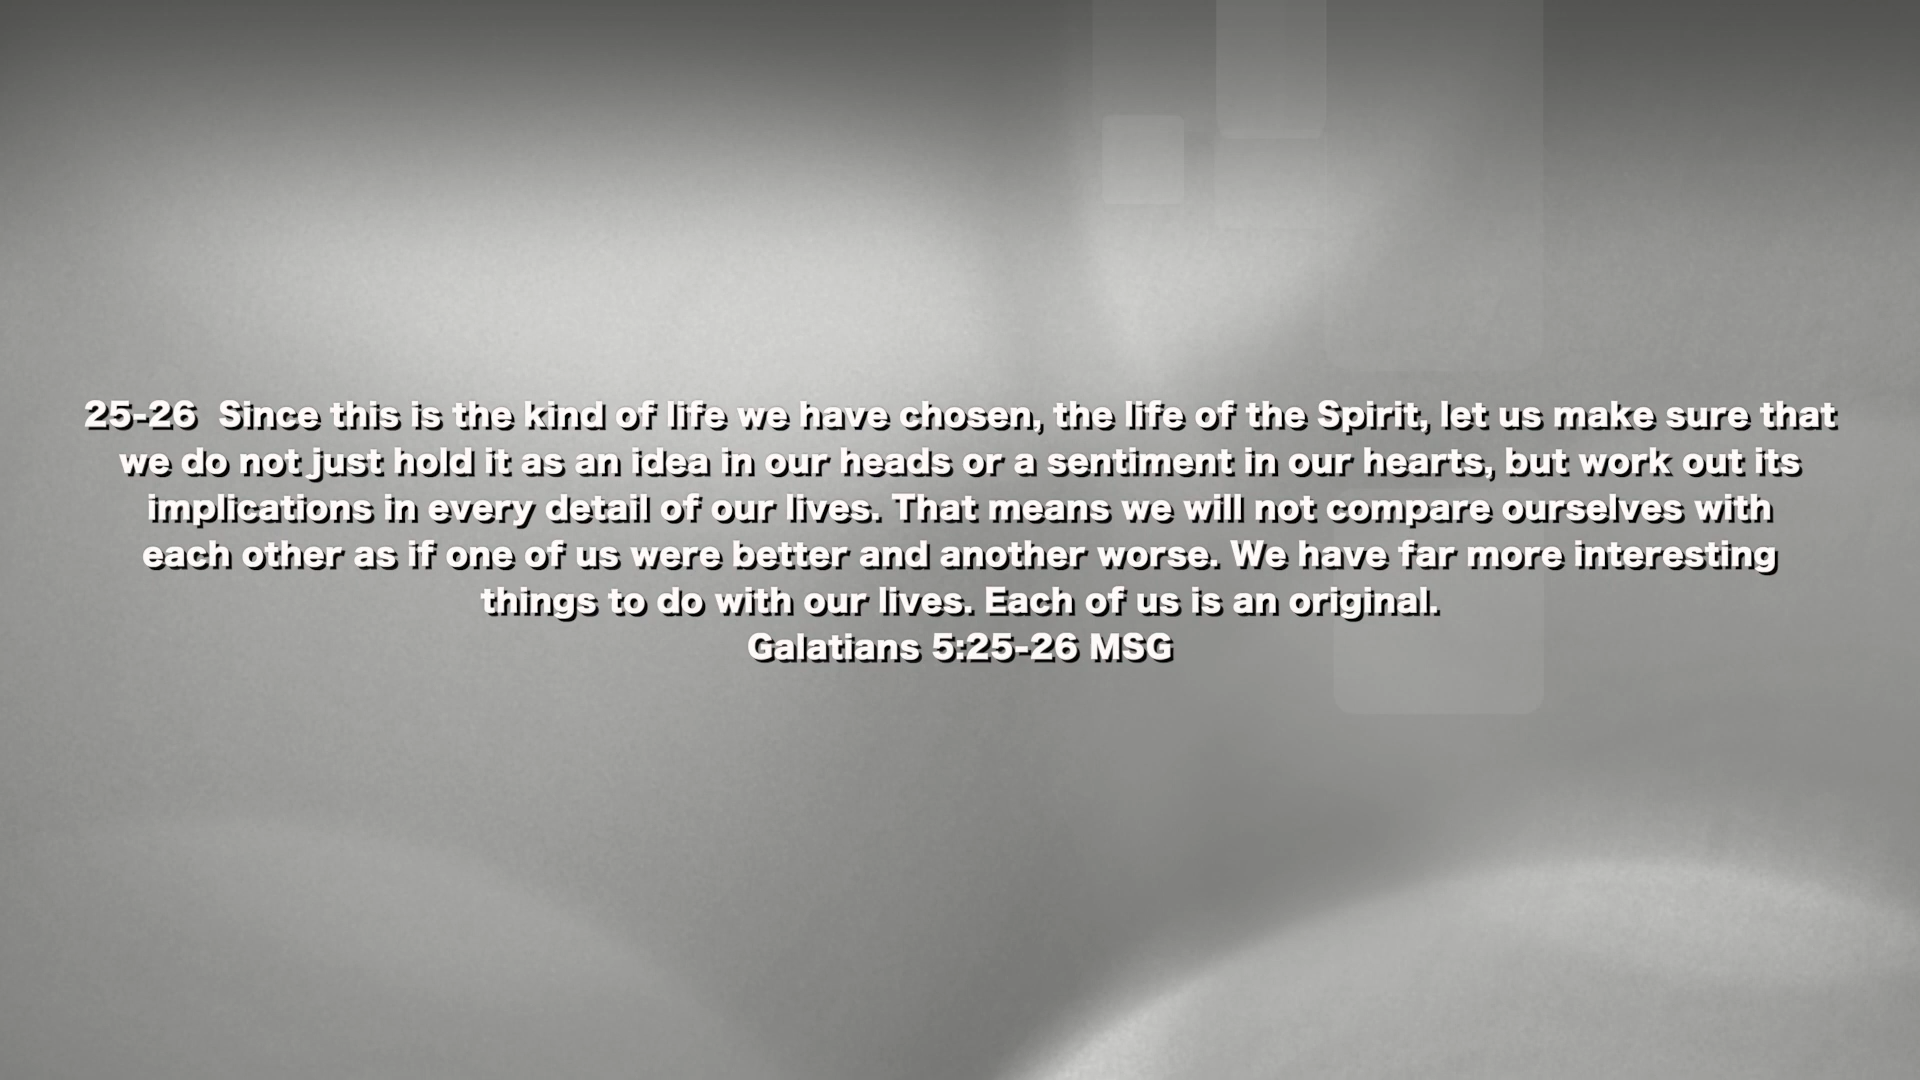 25-26  Since this is the kind of life we have chosen, the life of the Spirit, let us make sure that
we do not just hold it as an idea in our heads or a sentiment in our hearts, but work out its
implications in every detail of our lives. That means we will not compare ourselves with
each other as if one of us were better and another worse. We have far more interesting
things to do with our lives. Each of us is an original.
Galatians 5:25-26 MSG